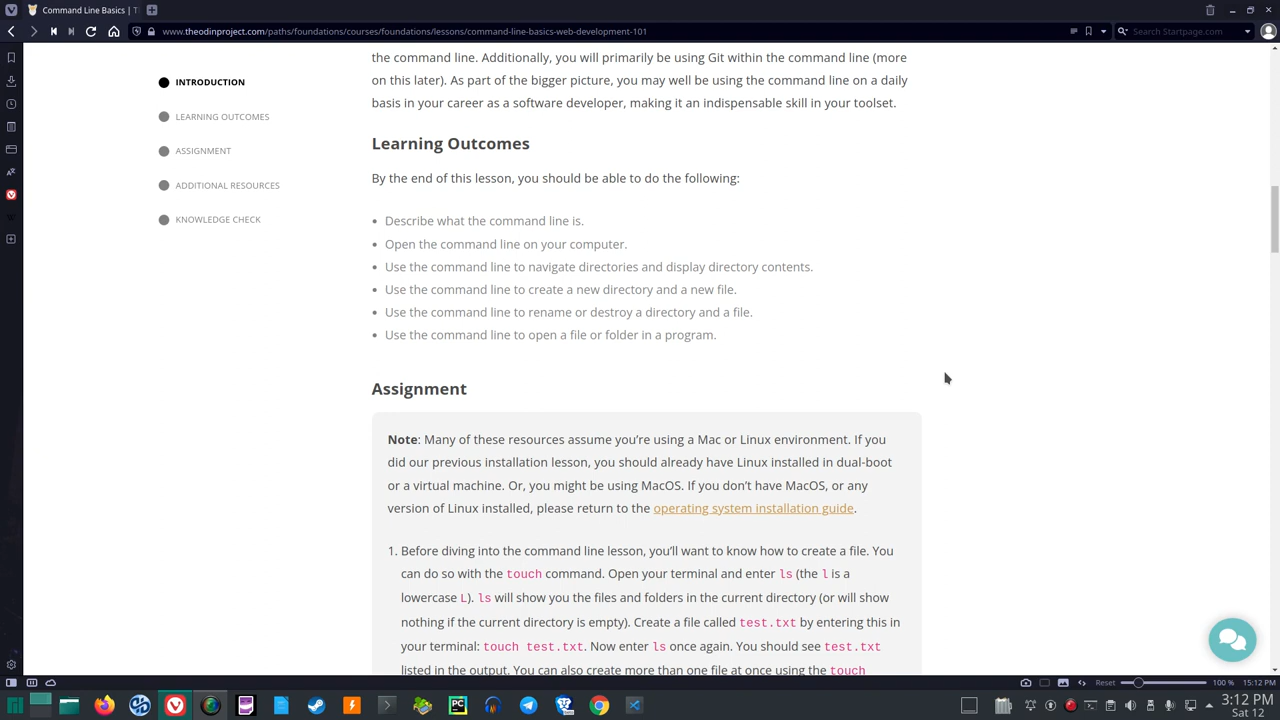 Command Line Basics | T
www.theodinproject.com/paths/foundations/courses/foundations/lessons/command-line-basics-web-development-101
Search Startpage.com
INTRODUCTION
LEARNING OUTCOMES
ASSIGNMENT
ADDITIONAL RESOURCES
KNOWLEDGE CHECK
the command line. Additionally, you will primarily be using Git within the command line (more
on this later). As part of the bigger picture, you may well be using the command line on a daily
basis in your career as a software developer, making it an indispensable skill in your toolset.
Learning Outcomes
By the end of this lesson, you should be able to do the following:
• Describe what the command line is.
• Open the command line on your computer.
• Use the command line to navigate directories and display directory contents.
• Use the command line to create a new directory and a new file.
• Use the command line to rename or destroy a directory and a file.
• Use the command line to open a file or folder in a program.
Assignment
Note: Many of these resources assume you’re using a Mac or Linux environment. If you
did our previous installation lesson, you should already have Linux installed in dual-boot
or a virtual machine. Or, you might be using MacOS. If you don’t have MacOS, or any
version of Linux installed, please return to the operating system installation guide.
1. Before diving into the command line lesson, you’ll want to know how to create a file. You
can do so with the touch command. Open your terminal and enter ls (the l is a
lowercase L). ls will show you the files and folders in the current directory (or will show
nothing if the current directory is empty). Create a file called test.txt by entering this in
your terminal: touch test.txt. Now enter ls once again. You should see test.txt
listed in the output. You can also create more than one file at once using the touch
Reset
100 %
15:12 PM
PC
3:12 PM
Sat 12